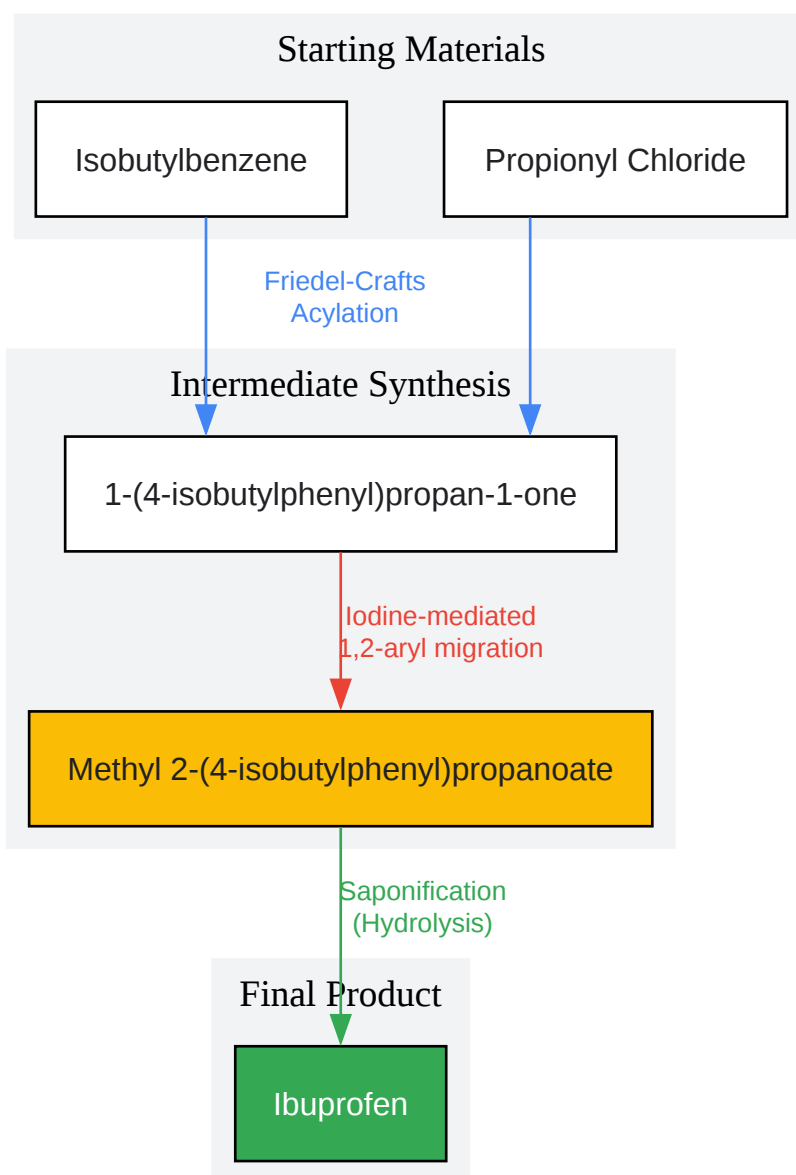 Starting Materials
Isobutylbenzene
Propionyl Chloride
Friedel-Crafts
Acylation
Intermediate Synthesis
1-(4-isobutylphenyl)propan-1-one
Iodine-mediated
1,2-aryl migration
Methyl 2-(4-isobutylphenyl)propanoate
Saponification
(Hydrolysis)
Final Product
Ibuprofen